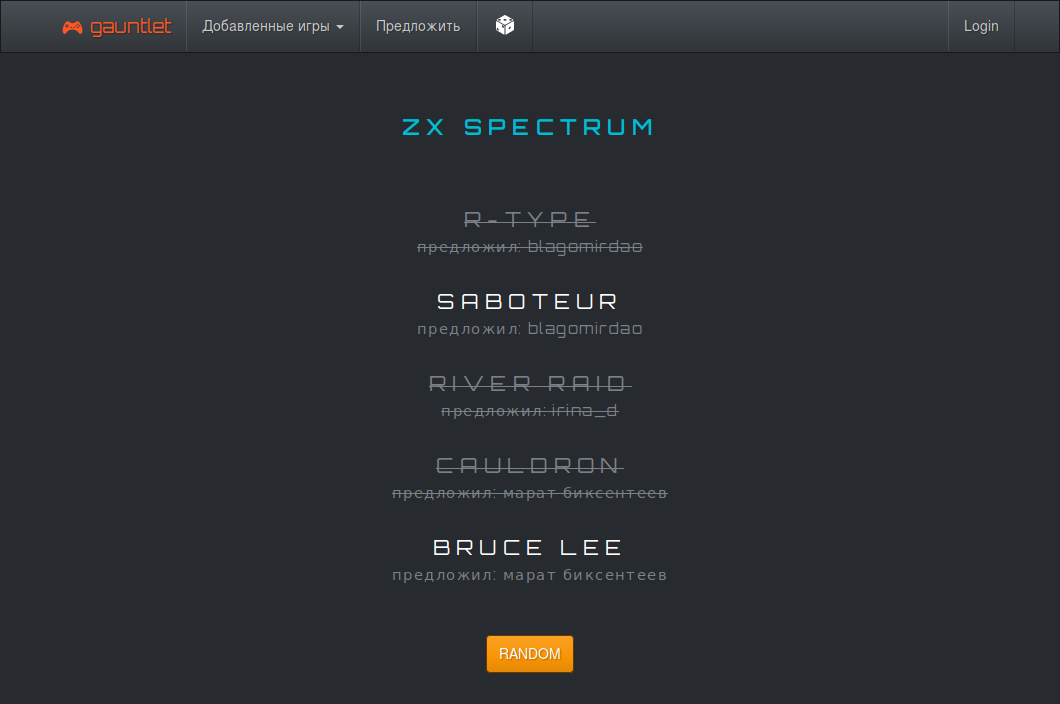 gauntlet Добавленные игры Предложить Login
ZX SPECTRUM
R-TYPE
предложил: blagomirdao
SABOTEUR
предложил: blagomirdao
RIVER RAID
предложил: irina_d
CAULDRON
предложил: марат биксентеев
BRUCE LEE
предложил: марат биксентеев
RANDOM